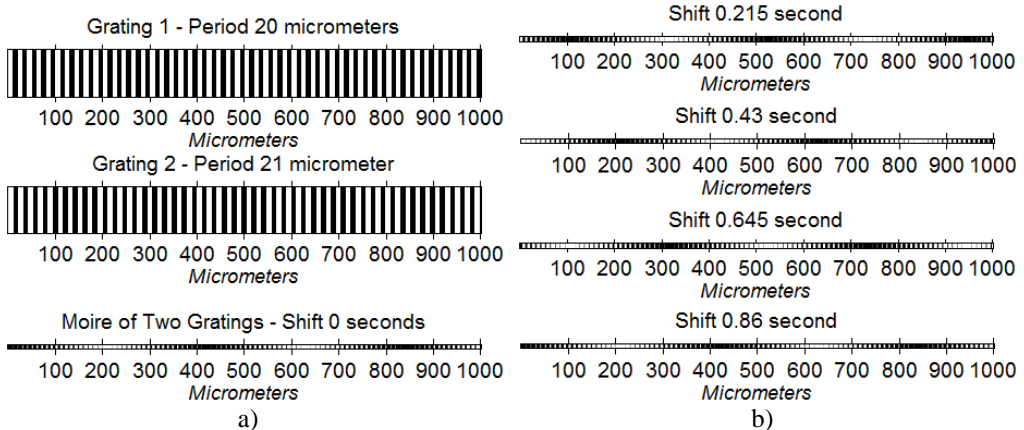 Grating 1 - Period 20 micrometers
100 200 300 400 500 600 700 800 900 1000
Micrometers
Grating 2 - Period 21 micrometer
100 200 300 400 500 600 700 800 900 1000
Micrometers
Moire of Two Gratings - Shift 0 seconds
100 200 300 400 500 600 700 800 900 1000
Micrometers
a)
Shift 0.215 second
100 200 300 400 500 600 700 800 900 1000
Micrometers
Shift 0.43 second
100 200 300 400 500 600 700 800 900 1000
Micrometers
Shift 0.645 second
100 200 300 400 500 600 700 800 900 1000
Micrometers
Shift 0.86 second
100 200 300 400 500 600 700 800 900 1000
Micrometers
b)